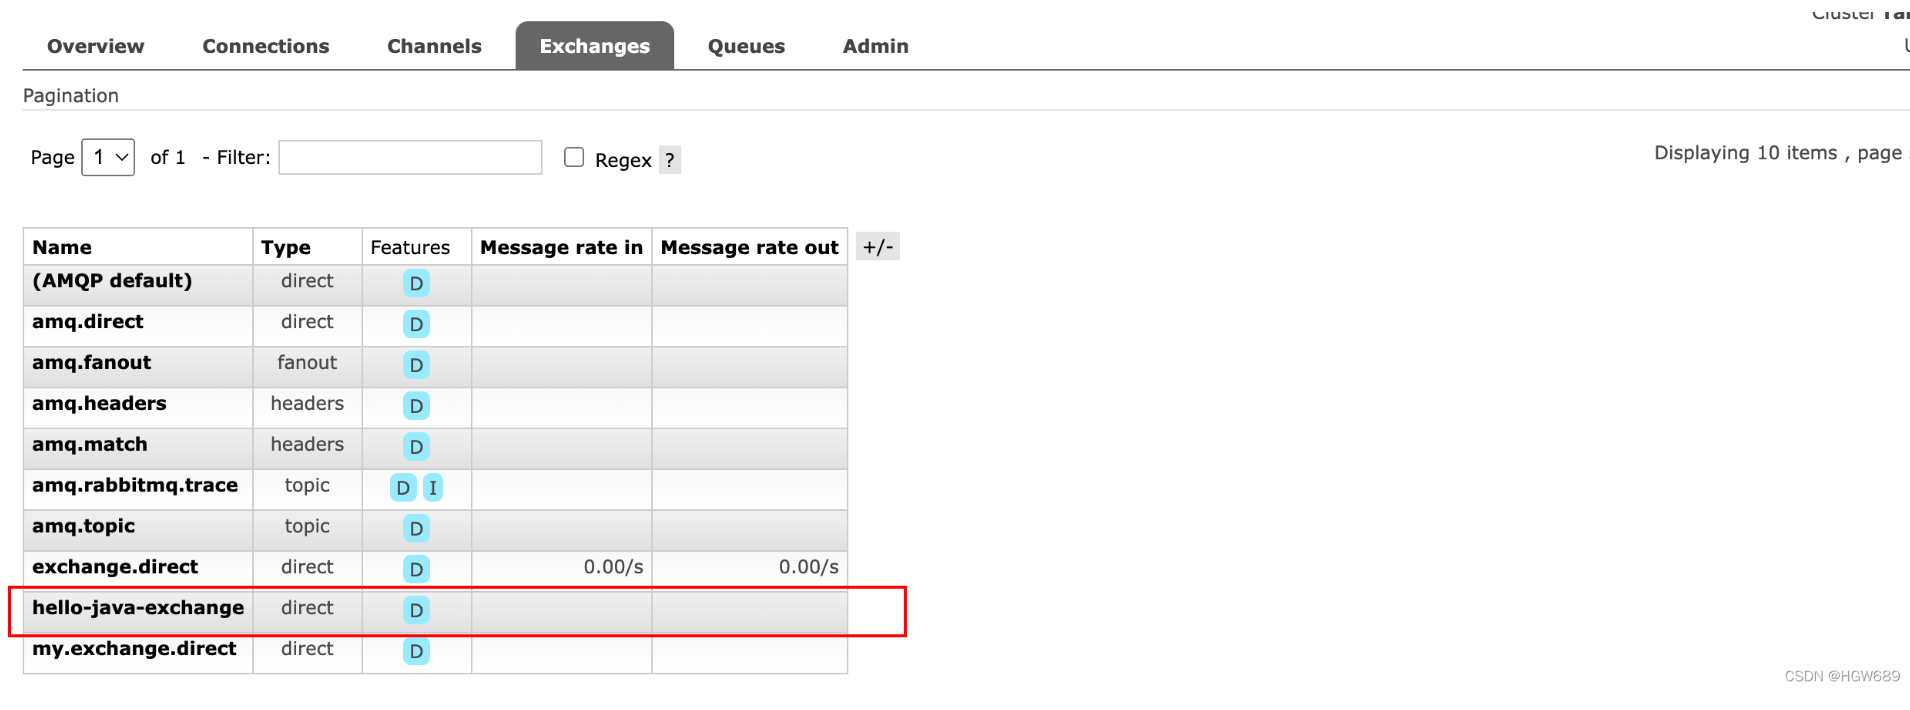 Cluster
Overview Connections Channels Exchanges Queues Admin
Pagination
Page 1 of 1 - Filter: Regex ?
Displaying 10 items , page
Name Type Features Message rate in Message rate out +/-
(AMQP default) direct D
amq.direct direct D
amq.fanout fanout D
amq.headers headers D
amq.match headers D
amq.rabbitmq.trace topic D I
amq.topic topic D
exchange.direct direct D 0.00/s 0.00/s
hello-java-exchange direct D
my.exchange.direct direct D
CSDN @HGW689